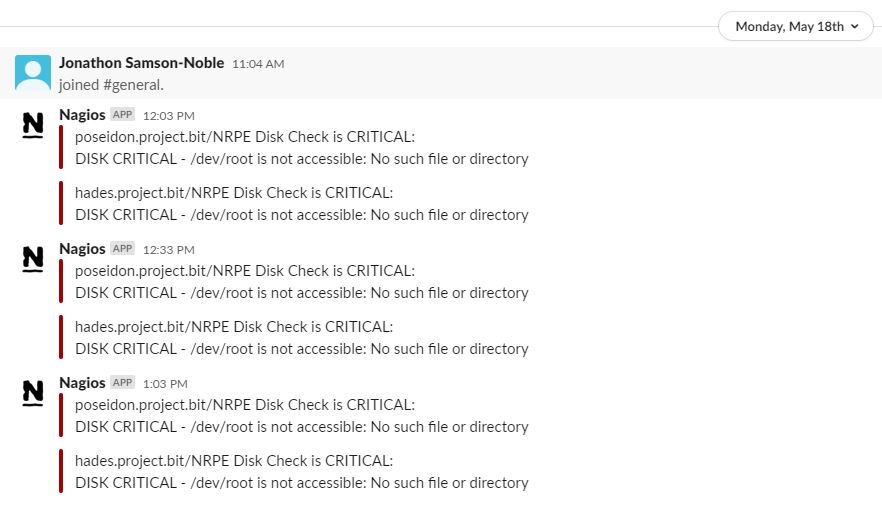 Monday, May 18th
Jonathon Samson-Noble 11:04 AM
joined #general.
N
Nagios APP 12:03 PM
poseidon.project.bit/NRPE Disk Check is CRITICAL:
DISK CRITICAL - /dev/root is not accessible: No such file or directory
hades.project.bit/NRPE Disk Check is CRITICAL:
DISK CRITICAL - /dev/root is not accessible: No such file or directory
N
Nagios APP 12:33 PM
poseidon.project.bit/NRPE Disk Check is CRITICAL:
DISK CRITICAL - /dev/root is not accessible: No such file or directory
hades.project.bit/NRPE Disk Check is CRITICAL:
DISK CRITICAL - /dev/root is not accessible: No such file or directory
N
Nagios APP 1:03 PM
poseidon.project.bit/NRPE Disk Check is CRITICAL:
DISK CRITICAL - /dev/root is not accessible: No such file or directory
hades.project.bit/NRPE Disk Check is CRITICAL:
DISK CRITICAL - /dev/root is not accessible: No such file or directory